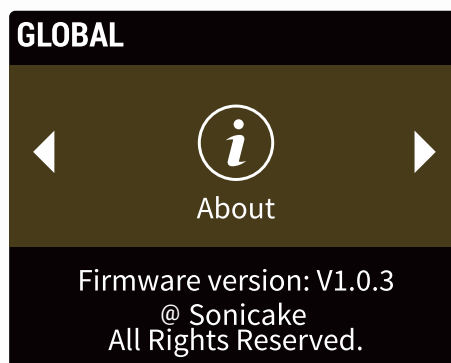 GLOBAL
About
Firmware version: V1.0.3
@ Sonicake
All Rights Reserved.